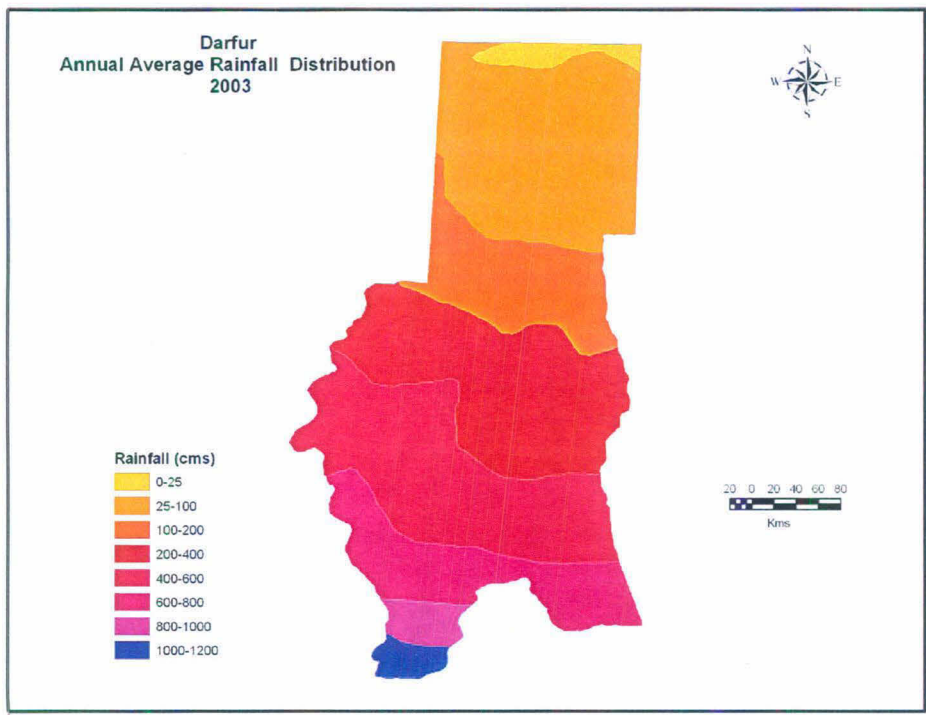 Darfur
Annual Average Rainfall Distribution
2003
N
W E
S
Rainfall (cms)
0-25
25-100
100-200
200-400
400-600
600-800
800-1000
1000-1200
20 0 20 40 60 80
Kms